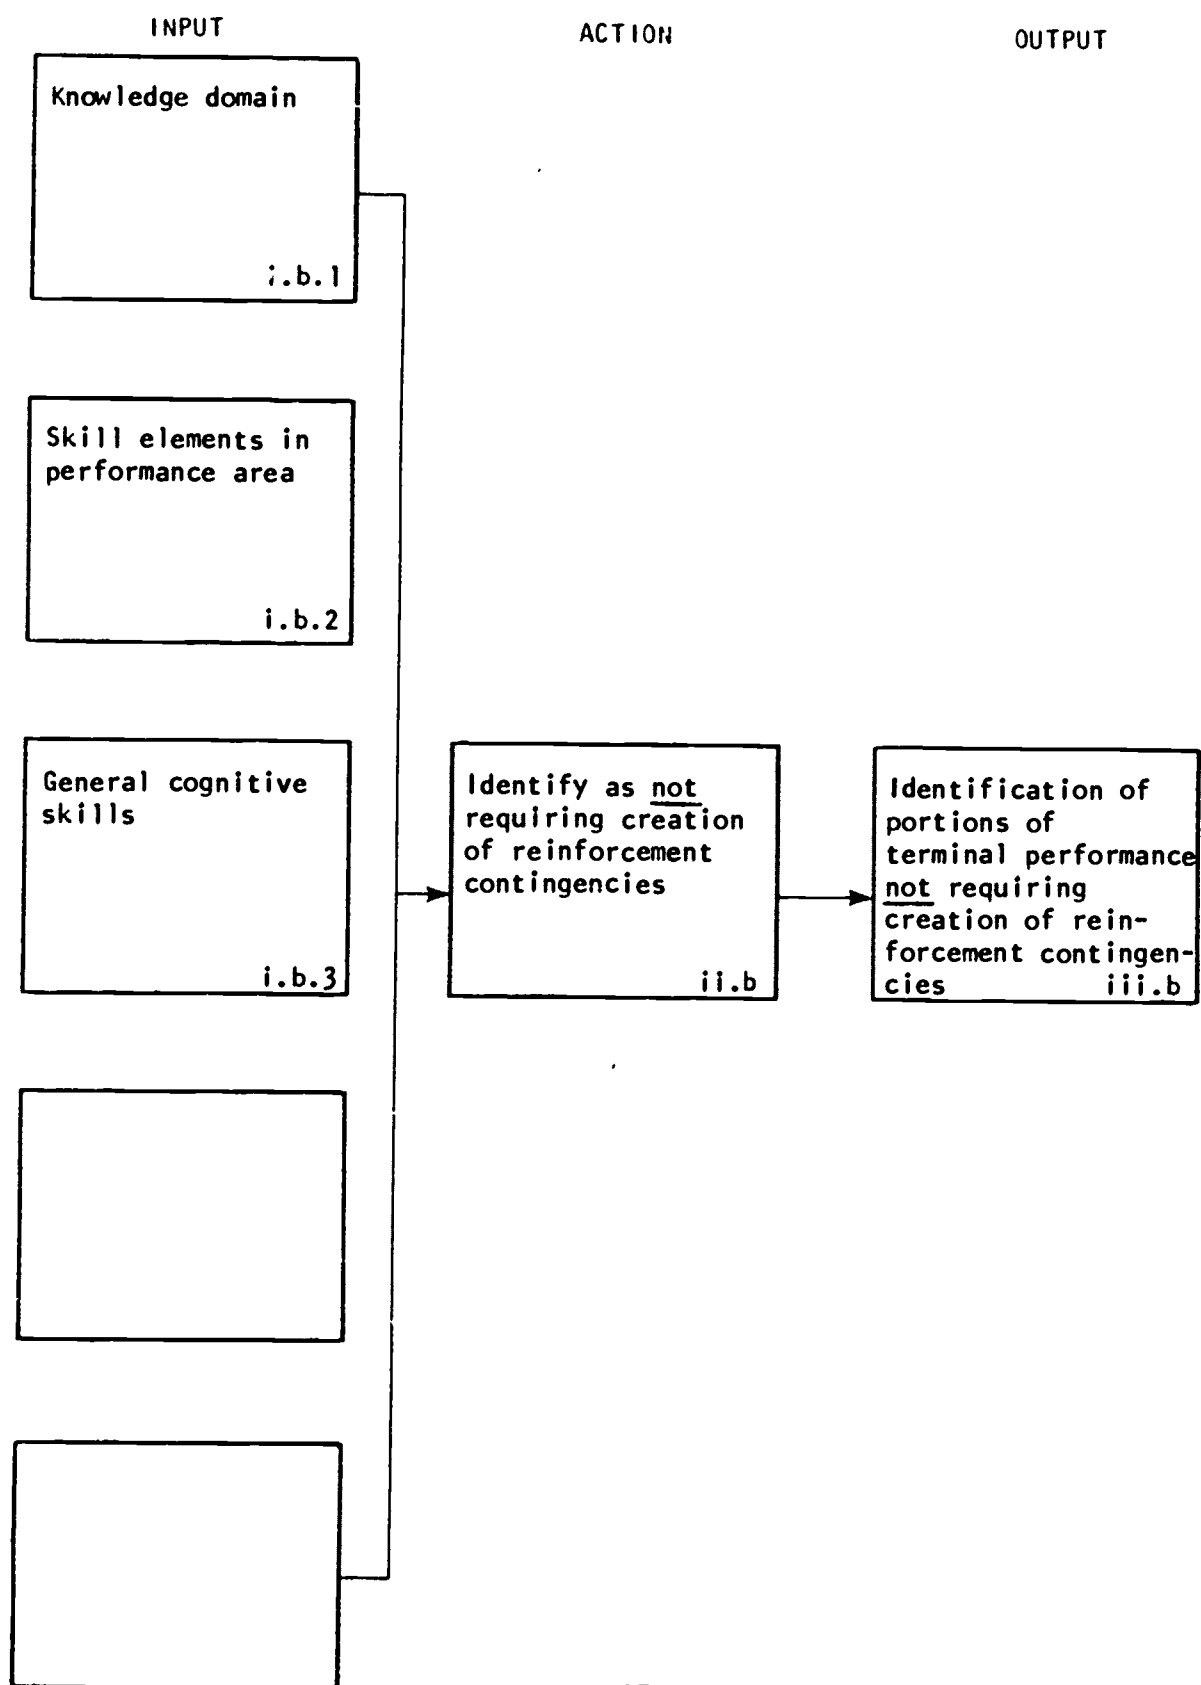 INPUT
ACTION
OUTPUT
Knowledge domain
i.b.1
Skill elements in
performance area
i.b.2
General cognitive
skills
i.b.3
Identify as not
requiring creation
of reinforcement
contingencies
ii.b
Identification of
portions of
terminal performance
not requiring
creation of rein-
forcement contingen-
cies iii.b